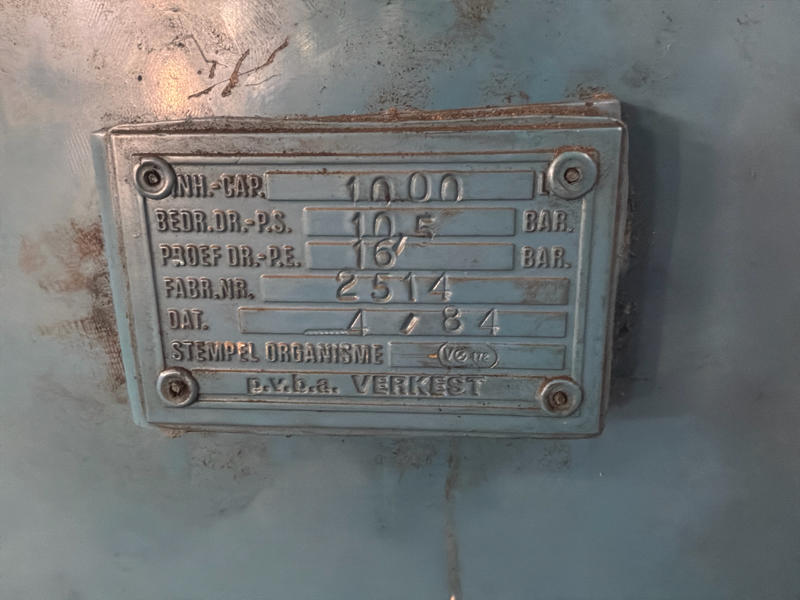 INH.-CAP. 1000 L
BEDR.DR.-P.S. 10,5 BAR.
PROEF DR.-P.E. 16 BAR.
FABR.NR. 2514
DAT. 4 / 84
STEMPEL ORGANISME
p.v.b.a. VERKEST